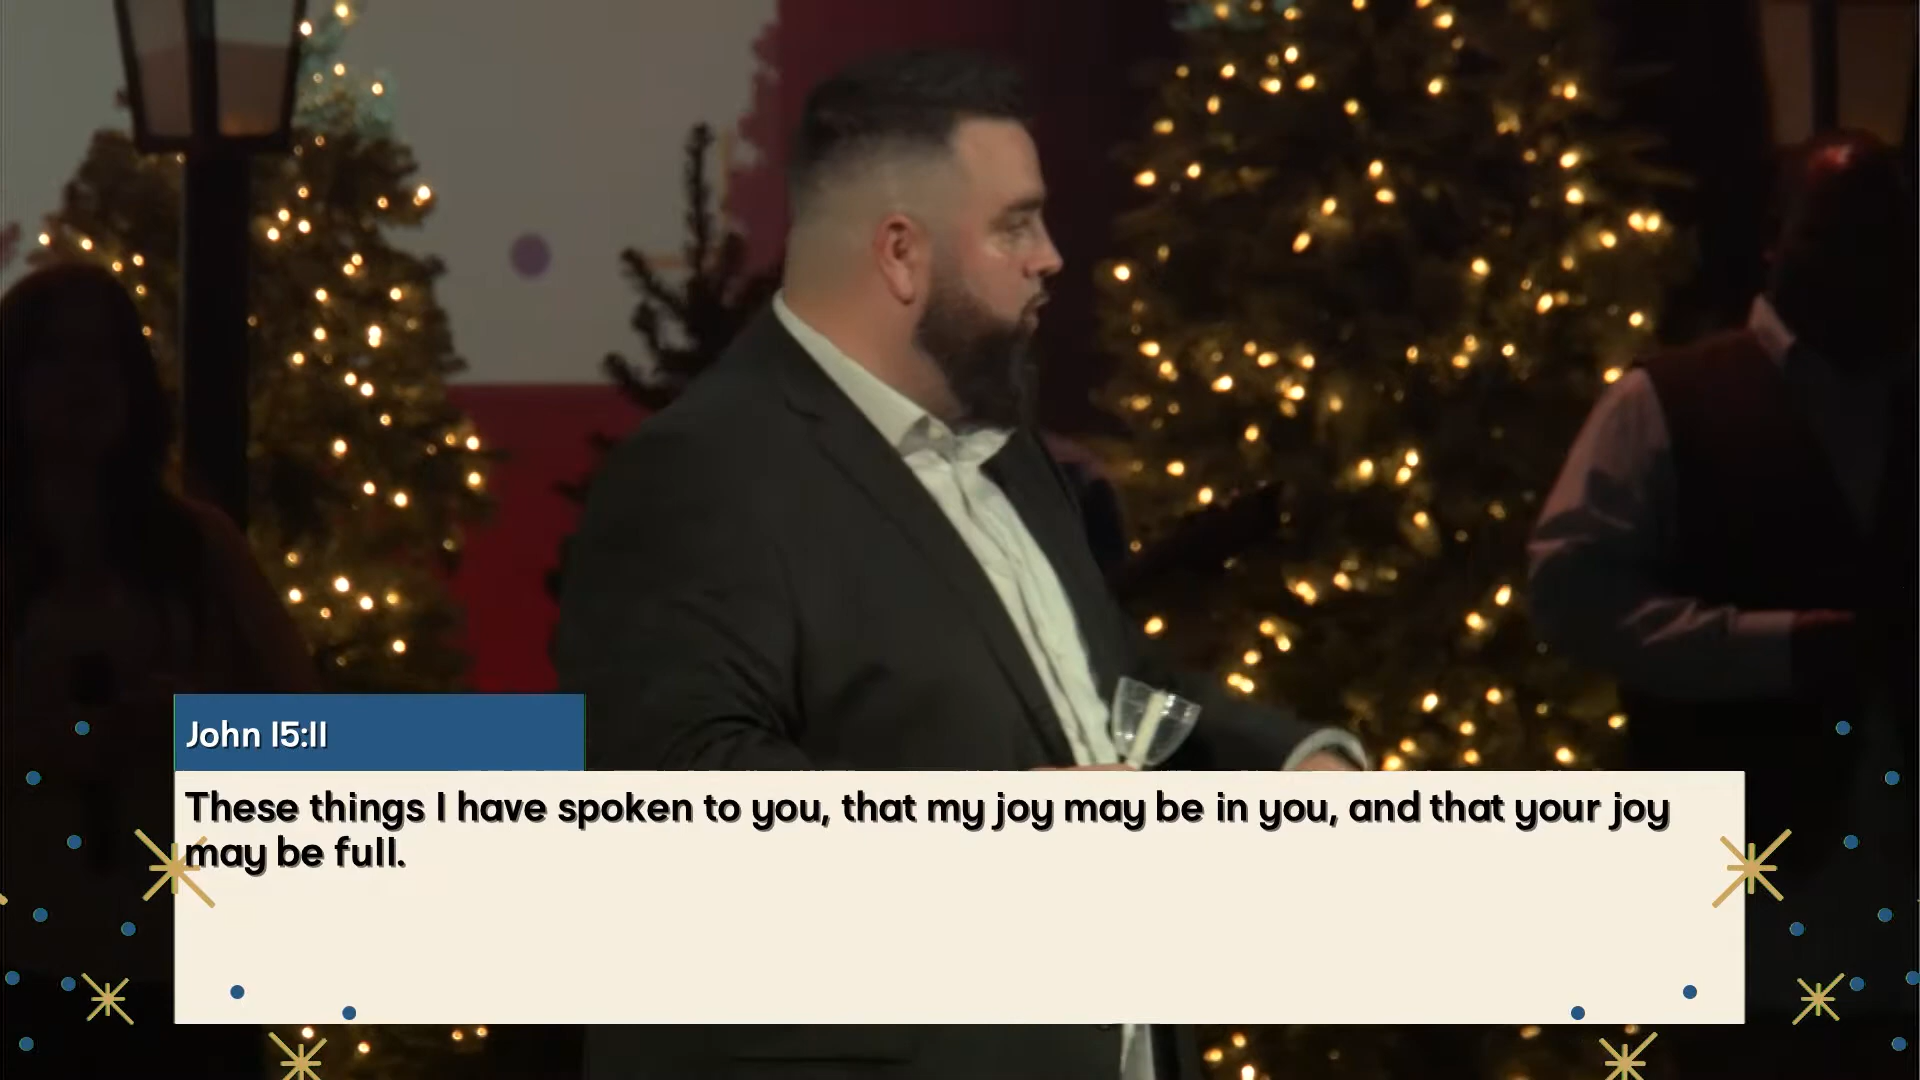 John 15:11
These things I have spoken to you, that my joy may be in you, and that your joy
may be full.